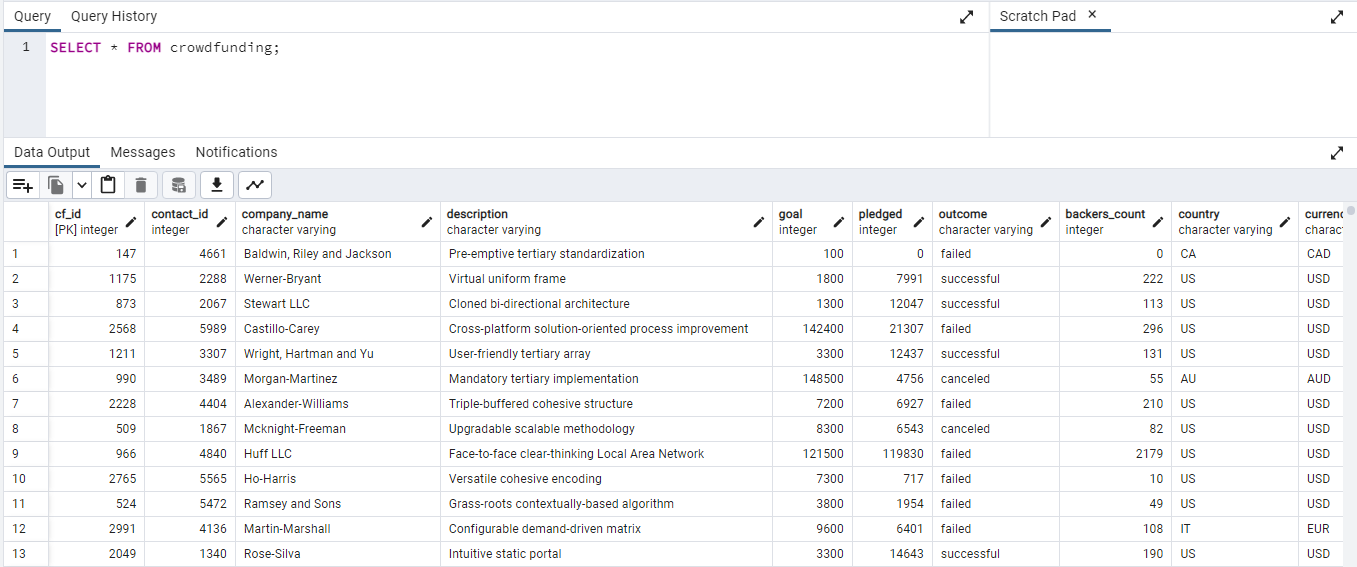 Query Query History Scratch Pad ×
1 SELECT * FROM crowdfunding;
Data Output Messages Notifications
cf_id contact_id company_name description goal pledged outcome backers_count country currenc
[PK] integer integer character varying character varying integer integer character varying integer character varying charact
1 147 4661 Baldwin, Riley and Jackson Pre-emptive tertiary standardization 100 0 failed 0 CA CAD
2 1175 2288 Werner-Bryant Virtual uniform frame 1800 7991 successful 222 US USD
3 873 2067 Stewart LLC Cloned bi-directional architecture 1300 12047 successful 113 US USD
4 2568 5989 Castillo-Carey Cross-platform solution-oriented process improvement 142400 21307 failed 296 US USD
5 1211 3307 Wright, Hartman and Yu User-friendly tertiary array 3300 12437 successful 131 US USD
6 990 3489 Morgan-Martinez Mandatory tertiary implementation 148500 4756 canceled 55 AU AUD
7 2228 4404 Alexander-Williams Triple-buffered cohesive structure 7200 6927 failed 210 US USD
8 509 1867 Mcknight-Freeman Upgradable scalable methodology 8300 6543 canceled 82 US USD
9 966 4840 Huff LLC Face-to-face clear-thinking Local Area Network 121500 119830 failed 2179 US USD
10 2765 5565 Ho-Harris Versatile cohesive encoding 7300 717 failed 10 US USD
11 524 5472 Ramsey and Sons Grass-roots contextually-based algorithm 3800 1954 failed 49 US USD
12 2991 4136 Martin-Marshall Configurable demand-driven matrix 9600 6401 failed 108 IT EUR
13 2049 1340 Rose-Silva Intuitive static portal 3300 14643 successful 190 US USD